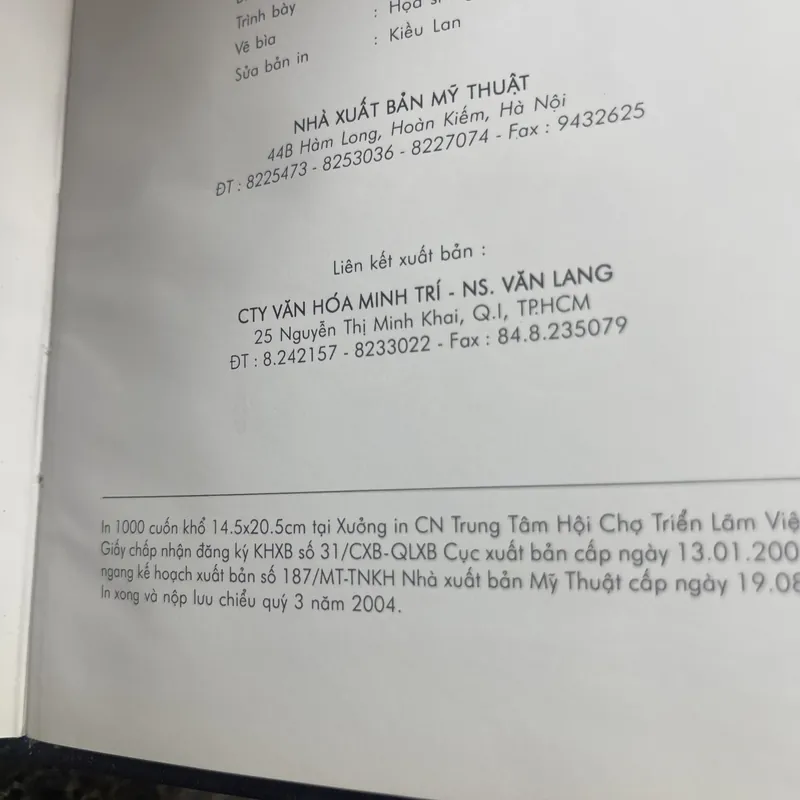 Trình bày : Họa sĩ
Vẽ bìa
Sửa bản in : Kiều Lan
NHÀ XUẤT BẢN MỸ THUẬT
44B Hàm Long, Hoàn Kiếm, Hà Nội
ĐT : 8225473 - 8253036 - 8227074 - Fax : 9432625
Liên kết xuất bản :
CTY VĂN HÓA MINH TRÍ - NS. VĂN LANG
25 Nguyễn Thị Minh Khai, Q.I, TP.HCM
ĐT : 8.242157 - 8233022 - Fax : 84.8.235079
In 1000 cuốn khổ 14.5x20.5cm tại Xưởng in CN Trung Tâm Hội Chợ Triển Lãm Việ
Giấy chấp nhận đăng ký KHXB số 31/CXB-QLXB Cục xuất bản cấp ngày 13.01.200
ngang kế hoạch xuất bản số 187/MT-TNKH Nhà xuất bản Mỹ Thuật cấp ngày 19.08
In xong và nộp lưu chiểu quý 3 năm 2004.